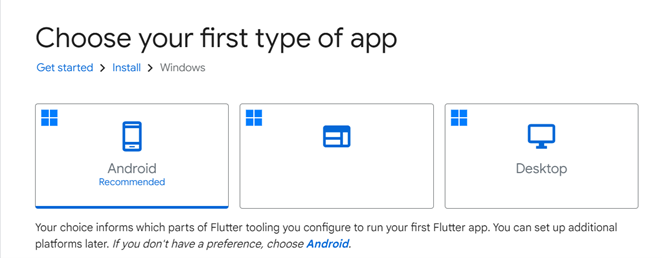 Choose your first type of app
Get started > Install > Windows
Android
Recommended
Desktop
Your choice informs which parts of Flutter tooling you configure to run your first Flutter app. You can set up additional
platforms later. If you don't have a preference, choose Android.